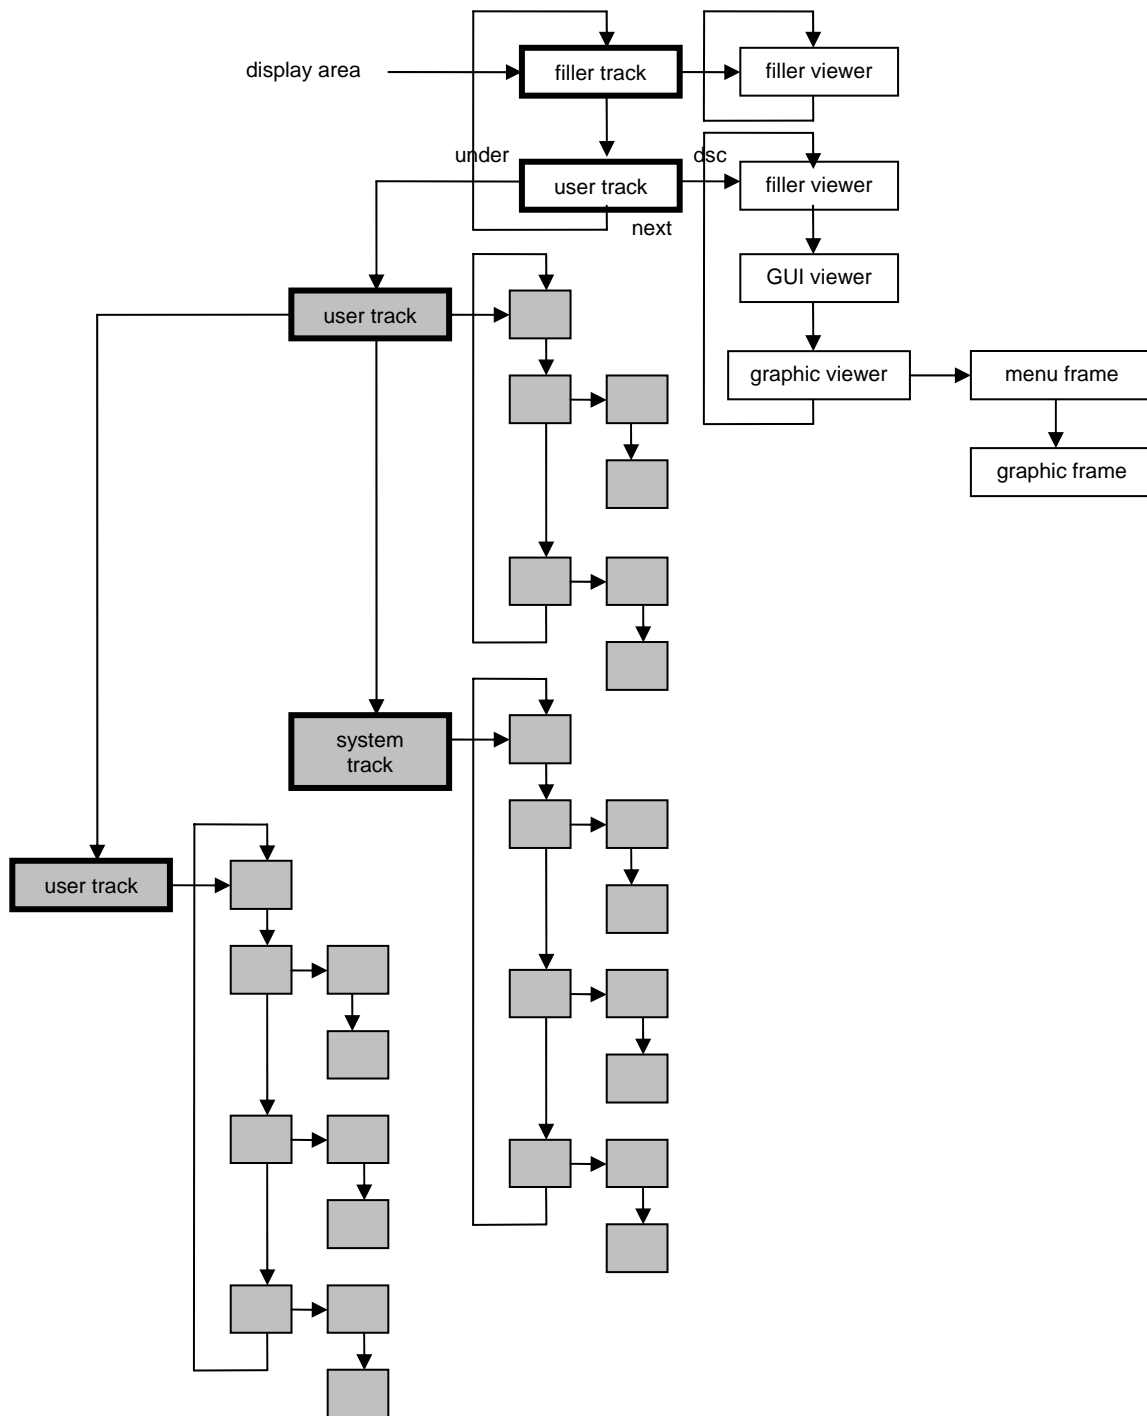 display area
filler track
filler viewer
under
dsc
user track
filler viewer
next
GUI viewer
user track
graphic viewer
menu frame
graphic frame
system
track
user track